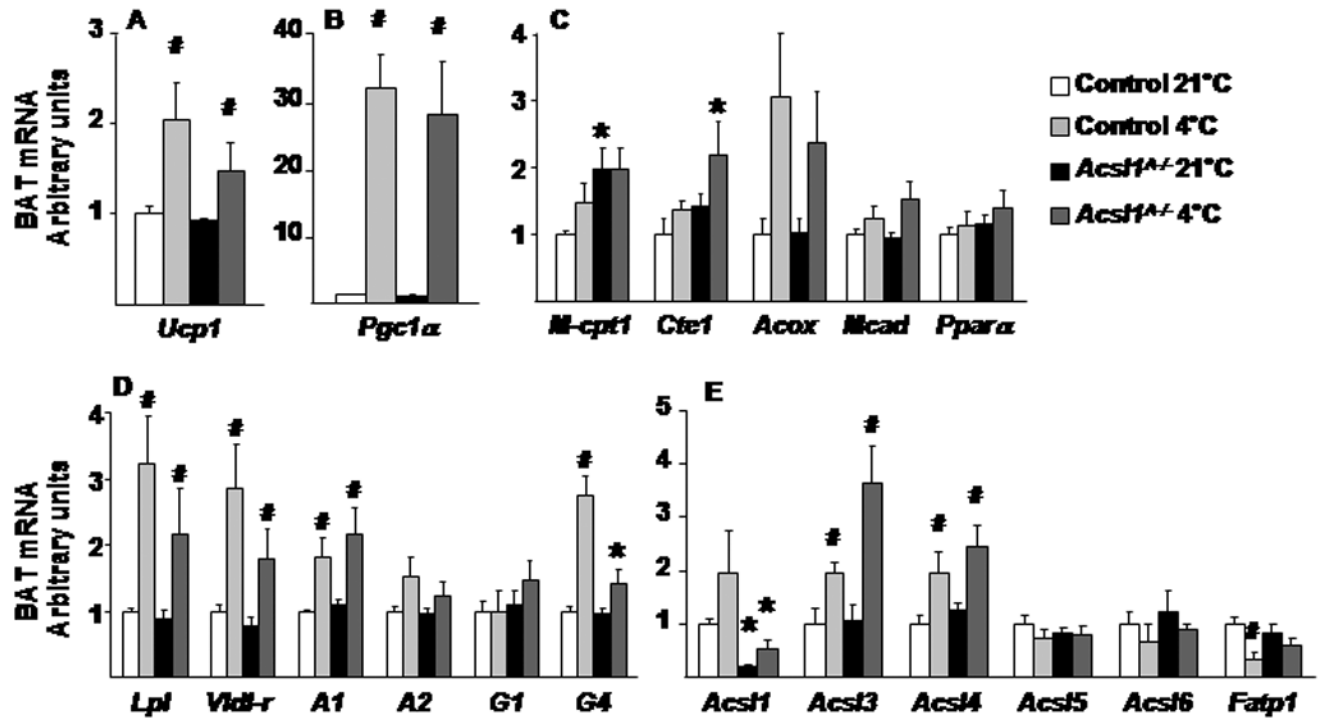 A
B
C
3
2
1
#
#
BAT mRNA
Arbitrary units
Ucp1
40
30
20
10
#
#
Pgc1α
4
3
2
1
*
*
M-cpt1 Cte1 Acox Mcad Pparα
Control 21°C
Control 4°C
Acsl1^A-/- 21°C
Acsl1^A-/- 4°C
D
E
4
3
2
1
# # # # # # # *
BAT mRNA
Arbitrary units
Lpl Vldl-r A1 A2 G1 G4
5
4
3
2
1
* * # # # # #
Acsl1 Acsl3 Acsl4 Acsl5 Acsl6 Fatp1